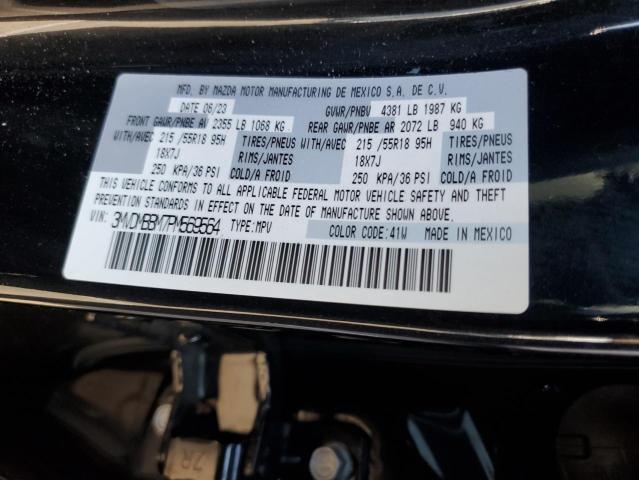 MFD. BY MAZDA MOTOR MANUFACTURING DE MEXICO S.A. DE C.V.
DATE 06/23 GVWR/PNBV 4381 LB 1987 KG
FRONT GAWR/PNBE AV 2355 LB 1068 KG REAR GAWR/PNBE AR 2072 LB 940 KG
WITH/AVEC 215 /55R18 95H TIRES/PNEUS WITH/AVEC 215 /55R18 95H TIRES/PNEUS
18X7J RIMS/JANTES 18X7J RIMS/JANTES
250 KPA/36 PSI COLD/A FROID 250 KPA/36 PSI COLD/A FROID
THIS VEHICLE CONFORMS TO ALL APPLICABLE FEDERAL MOTOR VEHICLE SAFETY AND THEFT
PREVENTION STANDARDS IN EFFECT ON THE DATE OF MANUFACTURE SHOWN ABOVE.
VIN: 3MVDMBBM7PM569564 TYPE:MPV COLOR CODE:41W MADE IN MEXICO
ZR